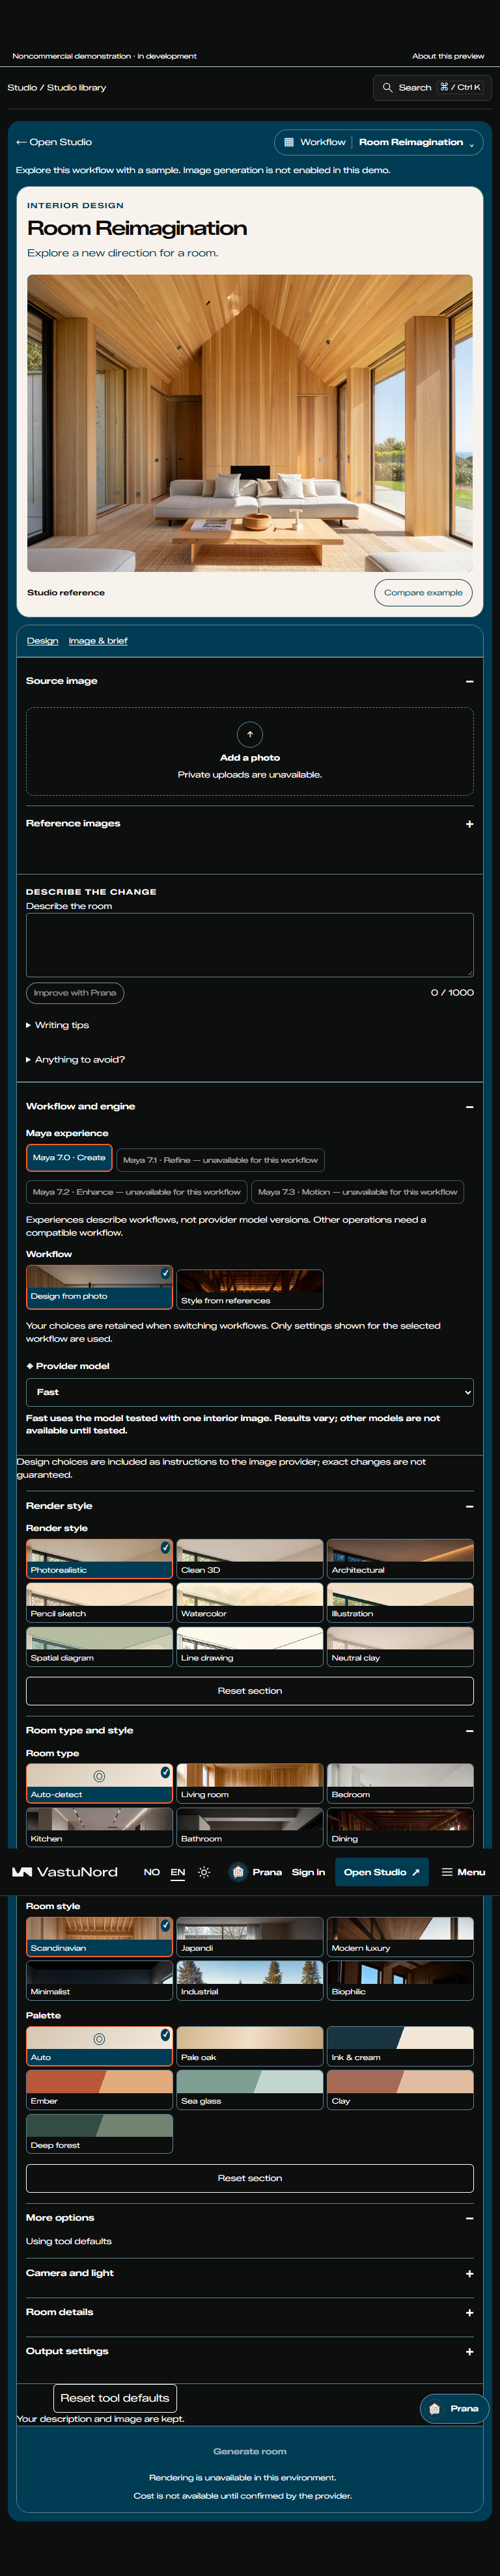 Noncommercial demonstration · in development
About this preview
Studio / Studio library
Search ⌘ / Ctrl K
← Open Studio
Workflow Room Reimagination
Explore this workflow with a sample. Image generation is not enabled in this demo.
INTERIOR DESIGN
Room Reimagination
Explore a new direction for a room.
Studio reference
Compare example
Design Image & brief
Source image
Add a photo
Private uploads are unavailable.
Reference images
DESCRIBE THE CHANGE
Describe the room
Improve with Prana
0 / 1000
Writing tips
Anything to avoid?
Workflow and engine
Maya experience
Maya 7.0 · Create
Maya 7.1 · Refine — unavailable for this workflow
Maya 7.2 · Enhance — unavailable for this workflow
Maya 7.3 · Motion — unavailable for this workflow
Experiences describe workflows, not provider model versions. Other operations need a
compatible workflow.
Workflow
Design from photo
Style from references
Your choices are retained when switching workflows. Only settings shown for the selected
workflow are used.
❖ Provider model
Fast
Fast uses the model tested with one interior image. Results vary; other models are not
available until tested.
Design choices are included as instructions to the image provider; exact changes are not
guaranteed.
Render style
Render style
Photorealistic
Clean 3D
Architectural
Pencil sketch
Watercolor
Illustration
Spatial diagram
Line drawing
Neutral clay
Reset section
Room type and style
Room type
Auto-detect
Living room
Bedroom
Kitchen
Bathroom
Dining
VastuNord
NO EN
Prana
Sign in
Open Studio ↗
Menu
Room style
Scandinavian
Japandi
Modern luxury
Minimalist
Industrial
Biophilic
Palette
Auto
Pale oak
Ink & cream
Ember
Sea glass
Clay
Deep forest
Reset section
More options
Using tool defaults
Camera and light
Room details
Output settings
Reset tool defaults
Prana
Your description and image are kept.
Generate room
Rendering is unavailable in this environment.
Cost is not available until confirmed by the provider.